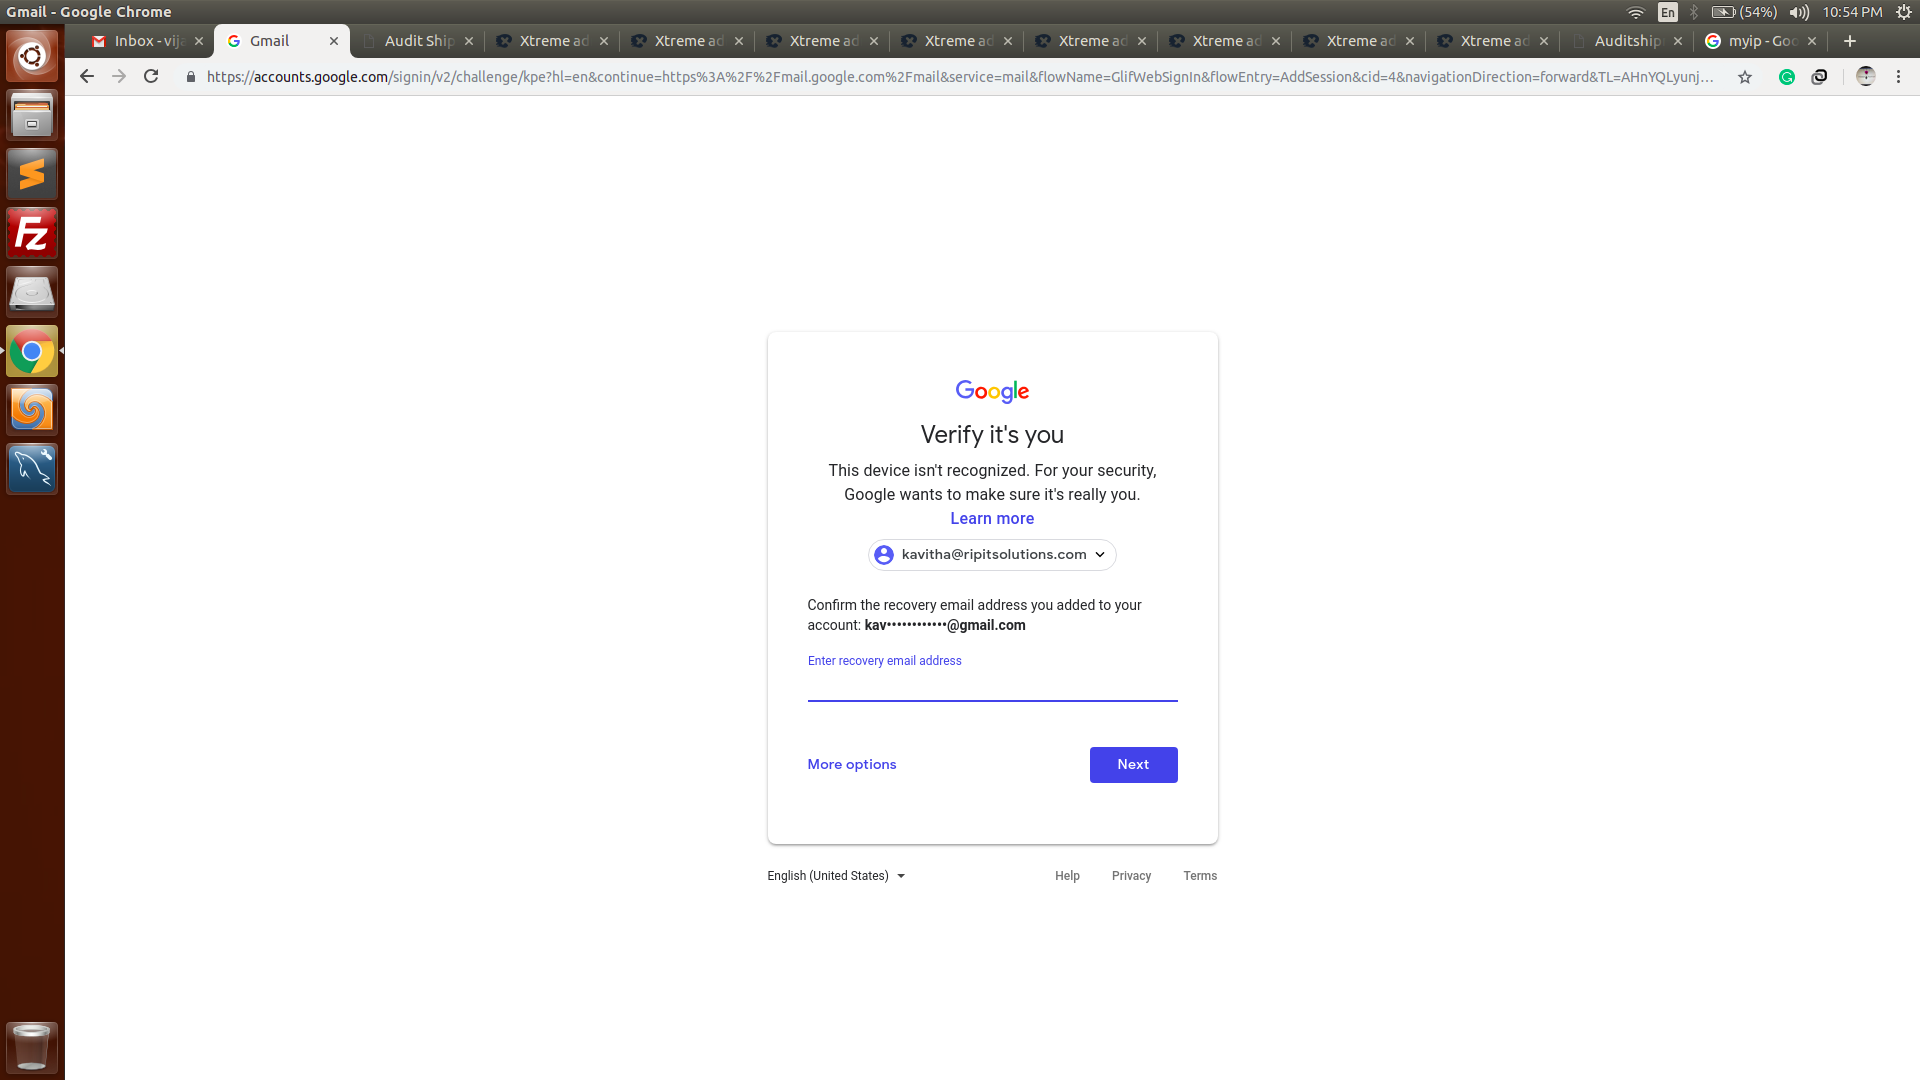 Gmail - Google Chrome
En
(54%)
10:54 PM
Inbox - vij
Gmail
Audit Ship
Xtreme ad
Xtreme ad
Xtreme ad
Xtreme ad
Xtreme ad
Xtreme ad
Xtreme ad
Xtreme ad
Auditship
myip - Goo
https://accounts.google.com/signin/v2/challenge/kpe?hl=en&continue=https%3A%2F%2Fmail.google.com%2Fmail&service=mail&flowName=GlifWebSignIn&flowEntry=AddSession&cid=4&navigationDirection=forward&TL=AHnYQLyunj...
Google
Verify it's you
This device isn't recognized. For your security,
Google wants to make sure it's really you.
Learn more
kavitha@ripitsolutions.com
Confirm the recovery email address you added to your
account: kav••••••••••••@gmail.com
Enter recovery email address
More options
Next
English (United States)
Help
Privacy
Terms
Fz